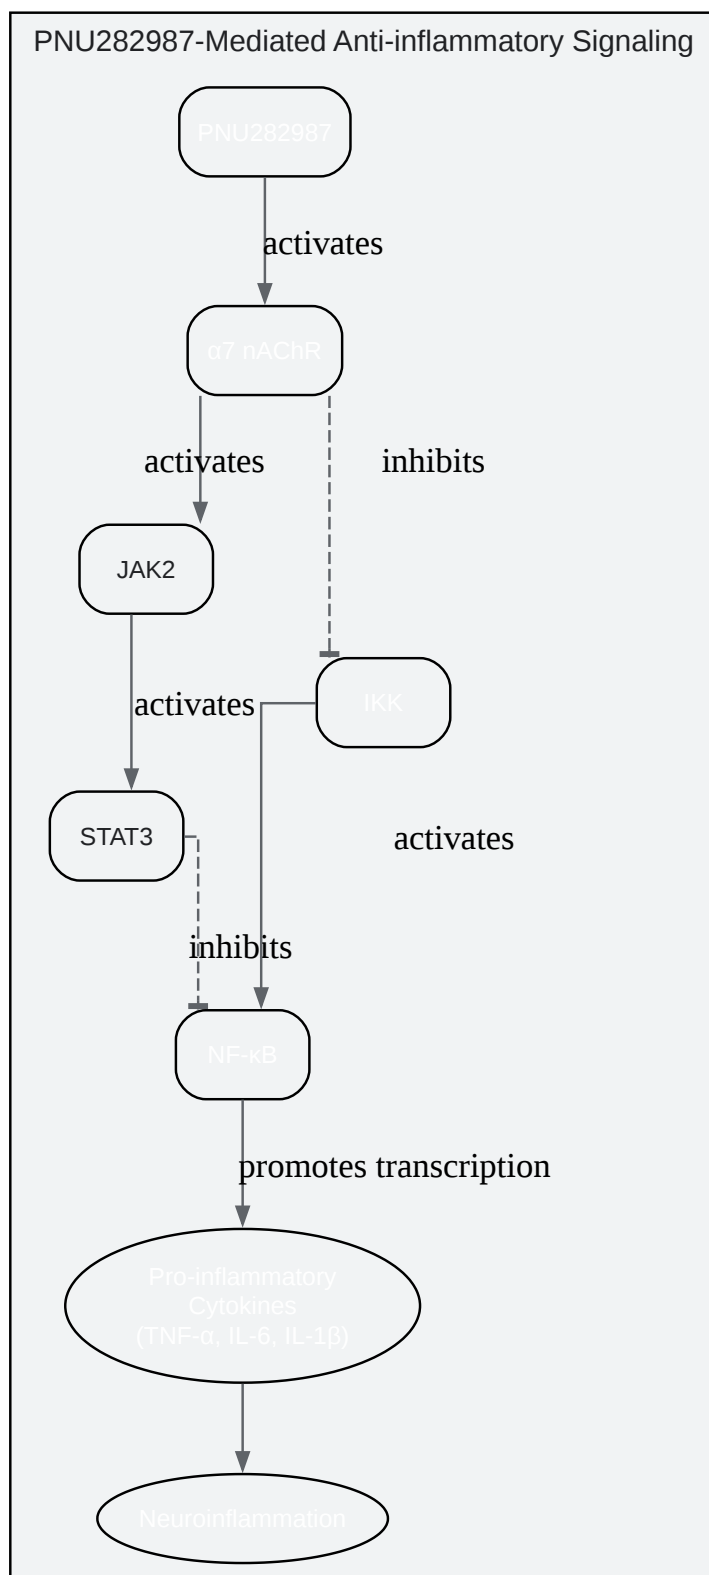 PNU282987-Mediated Anti-inflammatory Signaling
PNU282987
activates
α7 nAChR
activates
inhibits
JAK2
activates
IKK
STAT3
activates
inhibits
NF-κB
promotes transcription
Pro-inflammatory
Cytokines
(TNF-α, IL-6, IL-1β)
Neuroinflammation